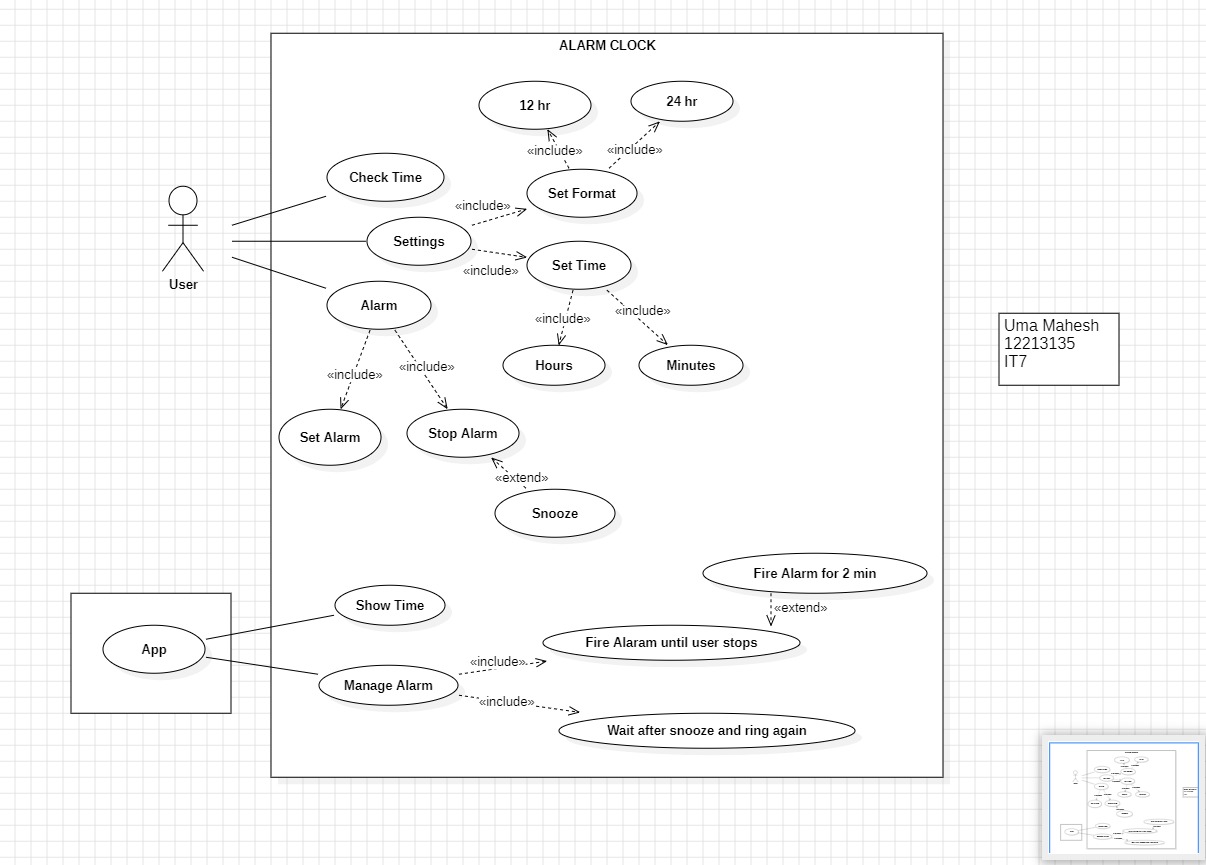 ALARM CLOCK
12 hr
24 hr
«include»
«include»
Check Time
Set Format
«include»
Settings
«include»
Set Time
User
Alarm
«include»
«include»
Uma Mahesh
12213135
IT7
Hours
Minutes
«include»
«include»
Set Alarm
Stop Alarm
«extend»
Snooze
Fire Alarm for 2 min
«extend»
Show Time
App
Fire Alaram until user stops
«include»
Manage Alarm
«include»
Wait after snooze and ring again